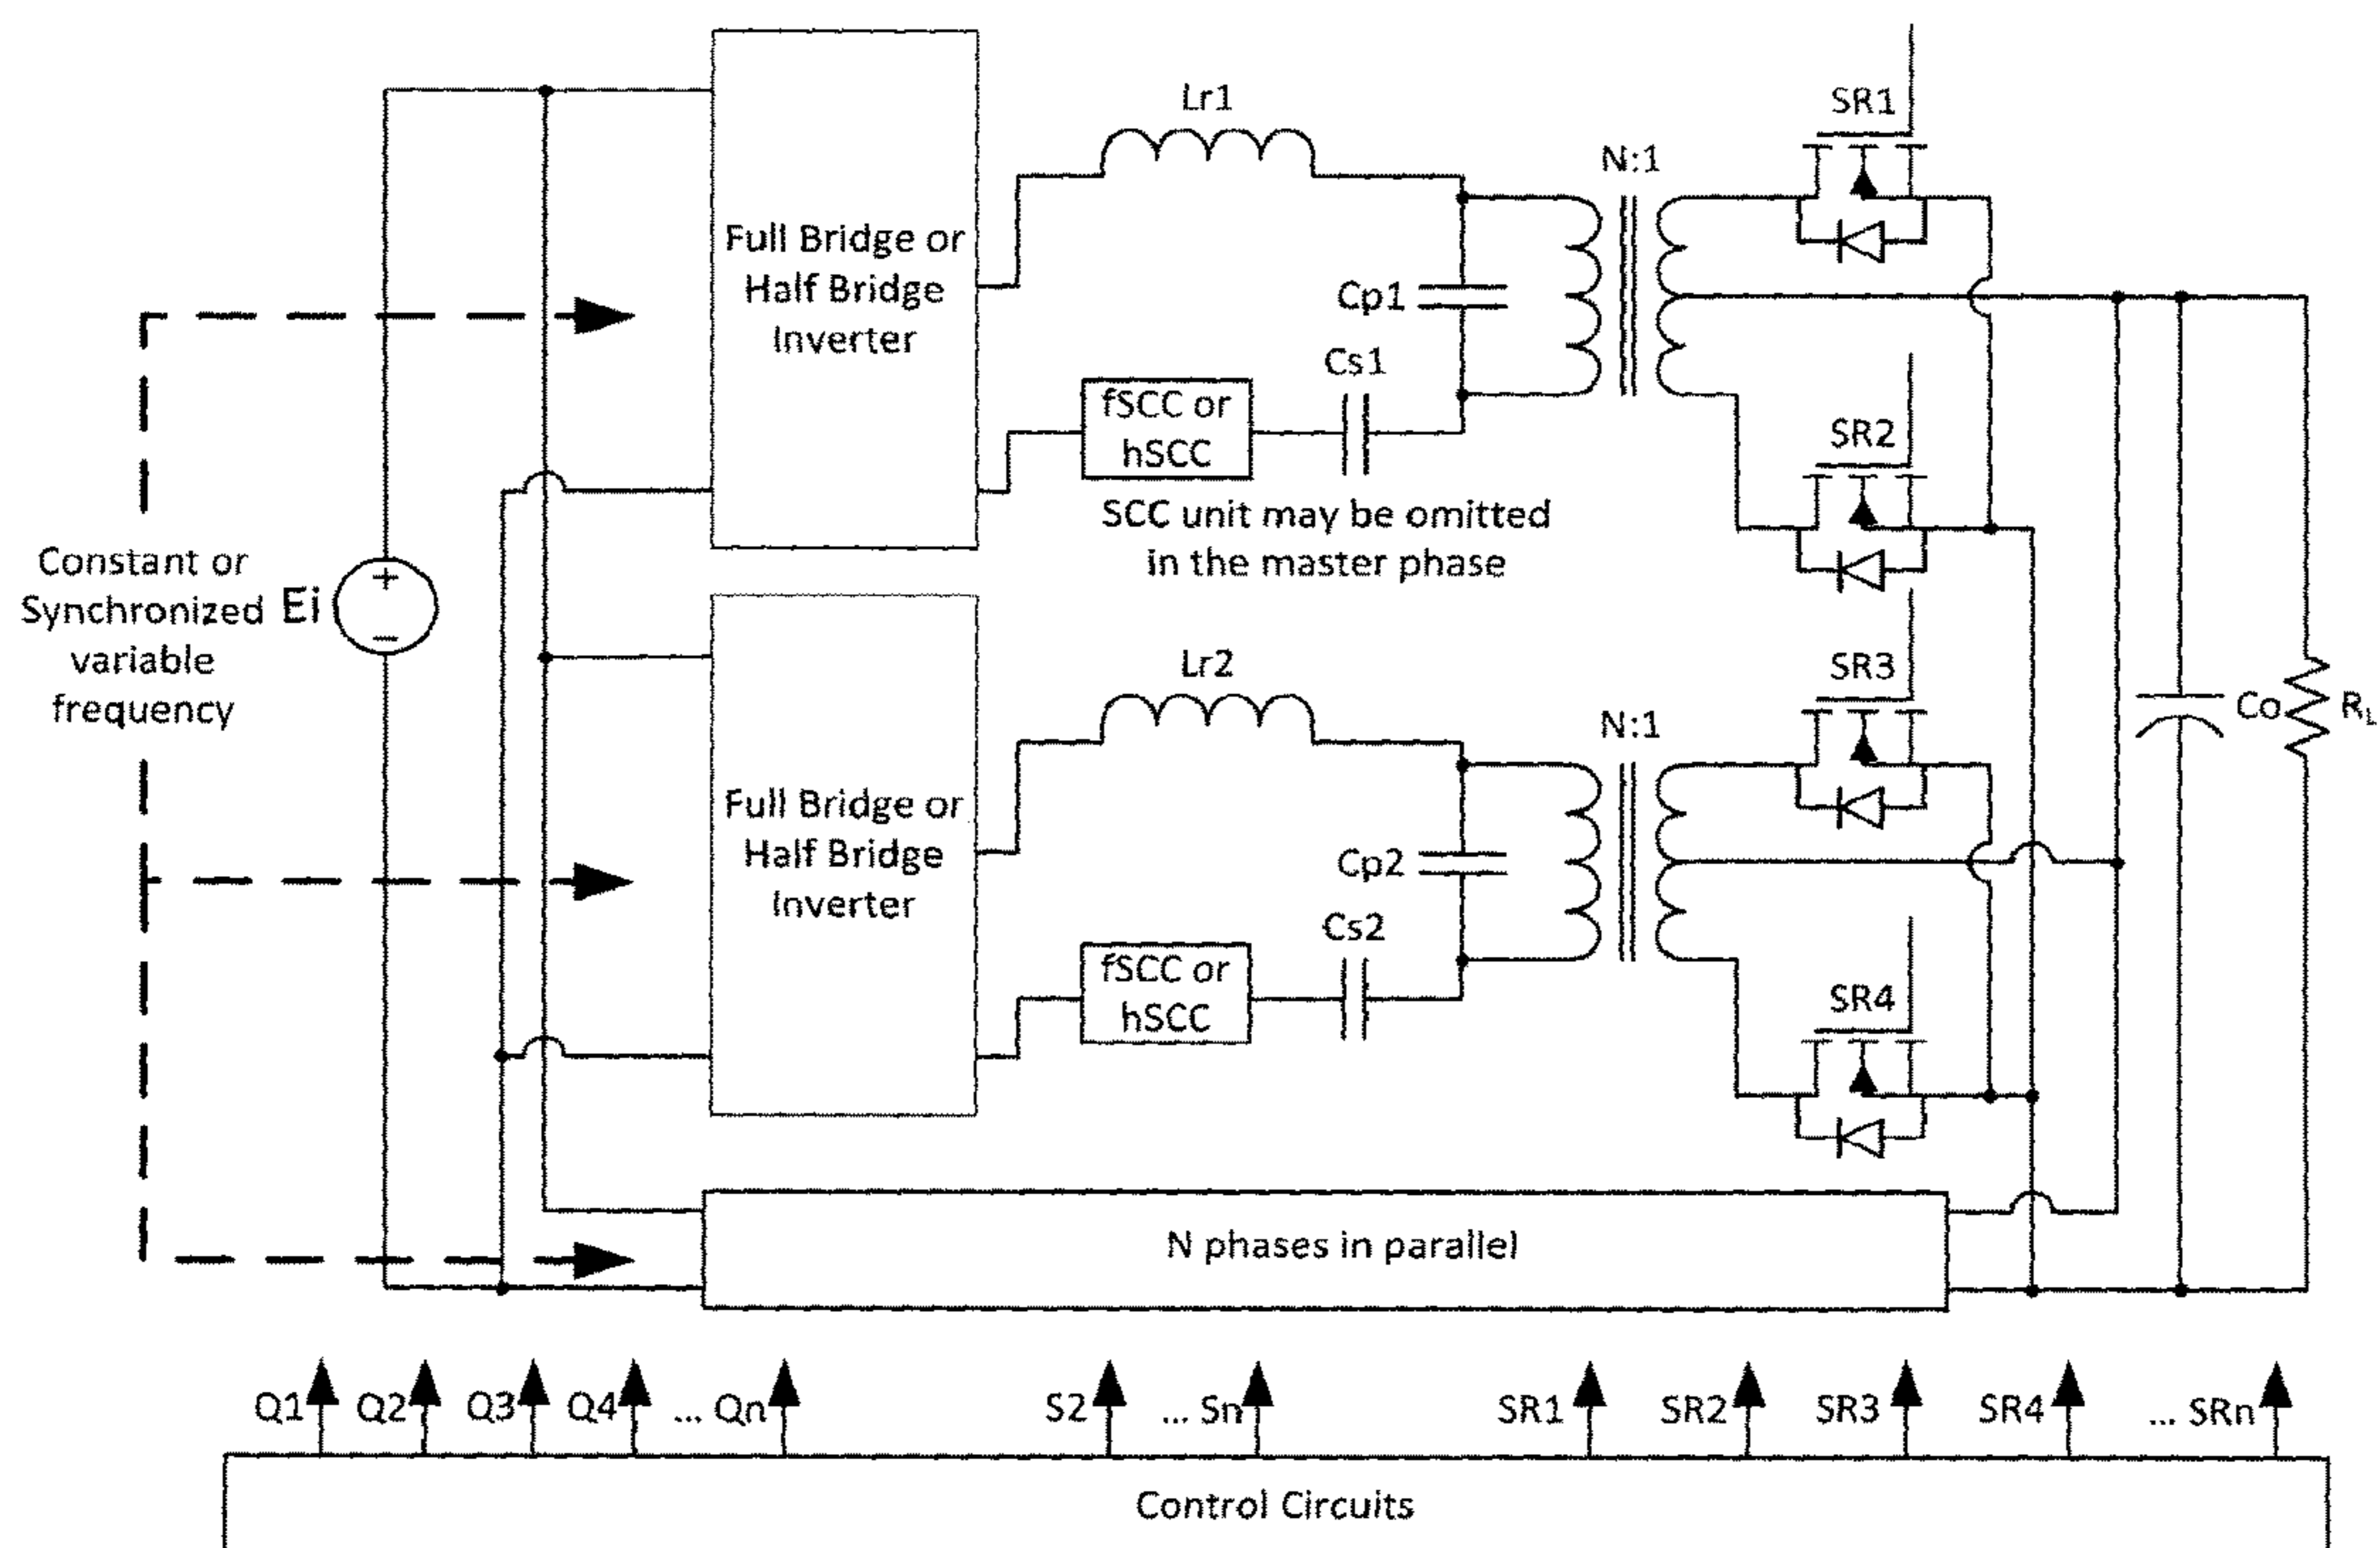 Lr1
SR1
N:1
Full Bridge or
Half Bridge
Inverter
Cp1
Cs1
fSCC or
hSCC
SR2
SCC unit may be omitted
in the master phase
Constant or
Synchronized
variable
frequency
Ei
+
−
Lr2
SR3
N:1
Co
RL
Full Bridge or
Half Bridge
Inverter
Cp2
Cs2
fSCC or
hSCC
SR4
N phases in parallel
Q1 Q2 Q3 Q4 ... Qn S2 ... Sn SR1 SR2 SR3 SR4 ... SRn
Control Circuits